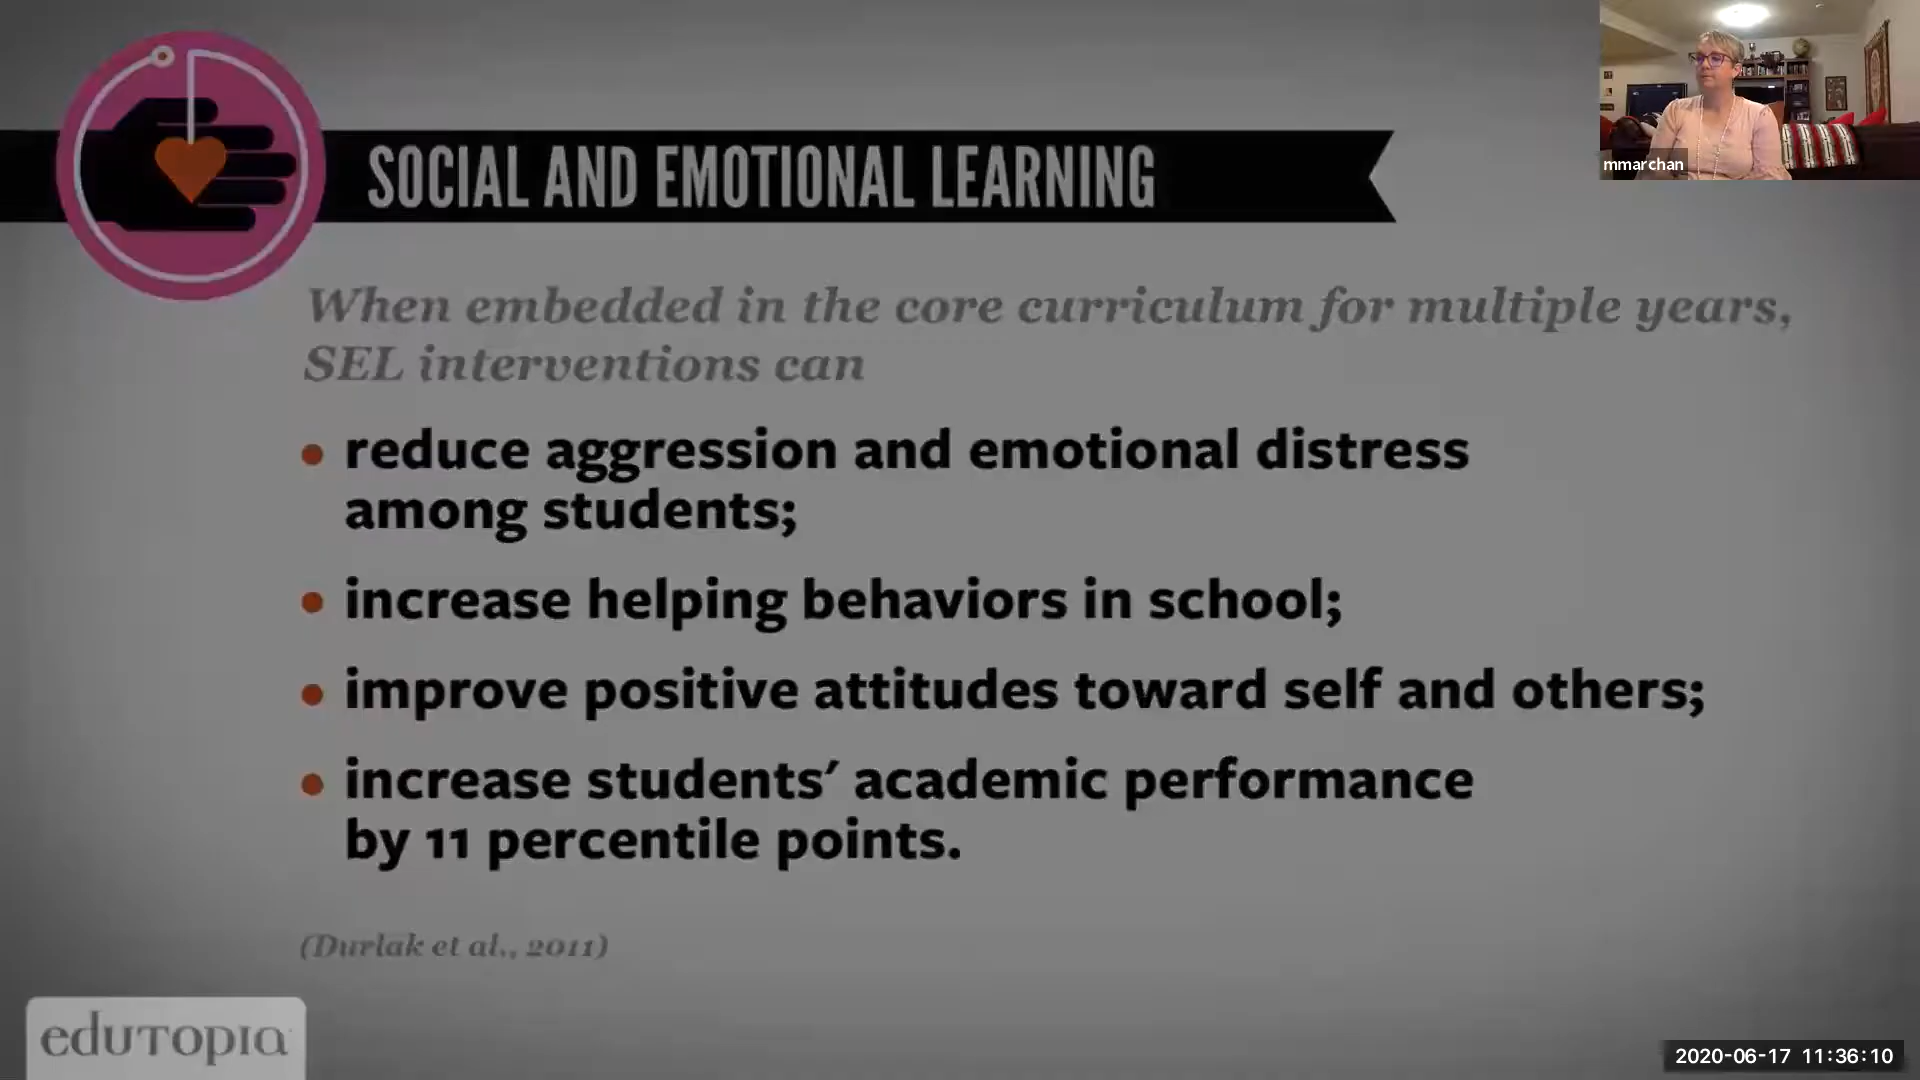 SOCIAL AND EMOTIONAL LEARNING
When embedded in the core curriculum for multiple years,
SEL interventions can
• reduce aggression and emotional distress
among students;
• increase helping behaviors in school;
• improve positive attitudes toward self and others;
• increase students' academic performance
by 11 percentile points.
(Durlak et al., 2011)
edutopia
mmarchan
2020-06-17 11:36:10